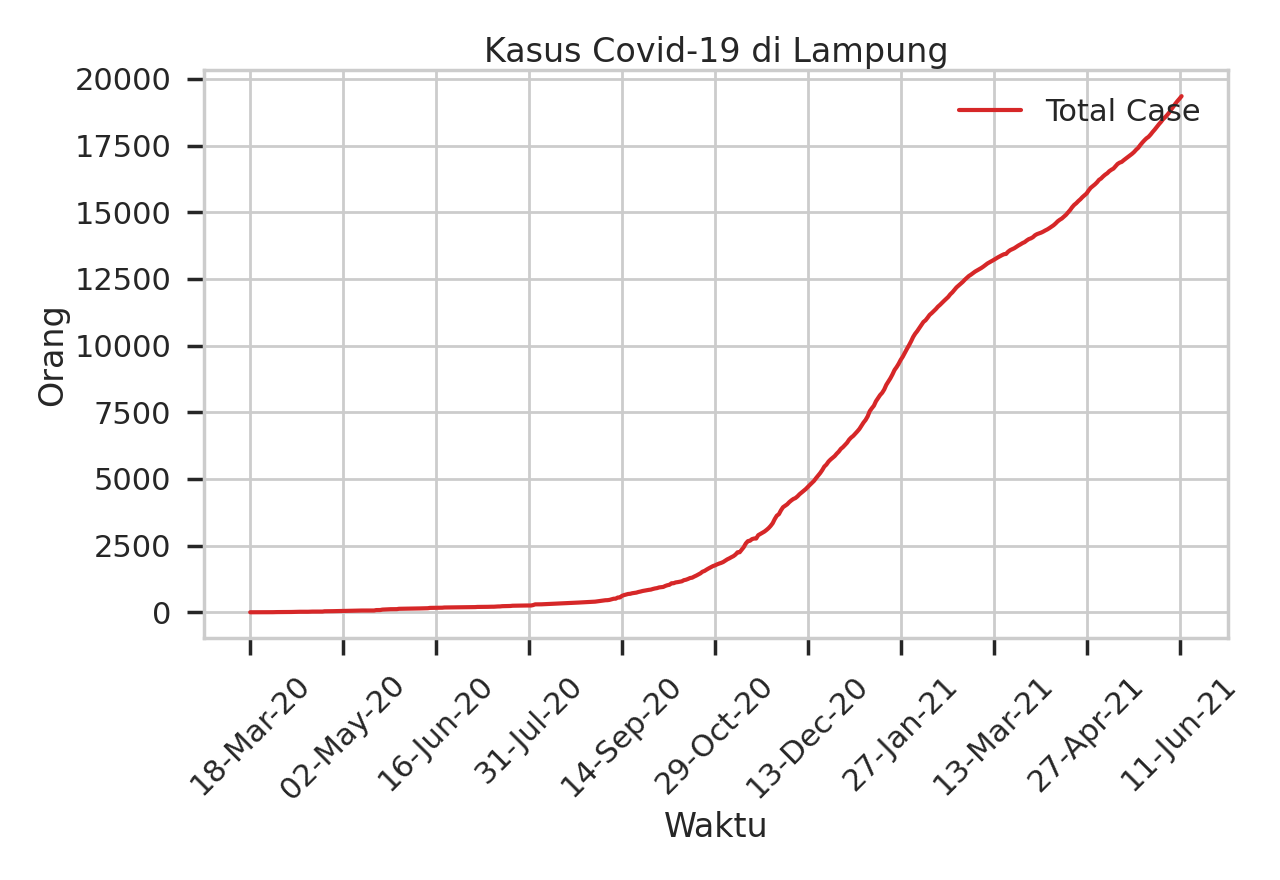 Kasus Covid-19 di Lampung
20000
17500
15000
12500
10000
7500
5000
2500
0
Orang
Total Case
18-Mar-20
02-May-20
16-Jun-20
31-Jul-20
14-Sep-20
29-Oct-20
13-Dec-20
27-Jan-21
13-Mar-21
27-Apr-21
11-Jun-21
Waktu